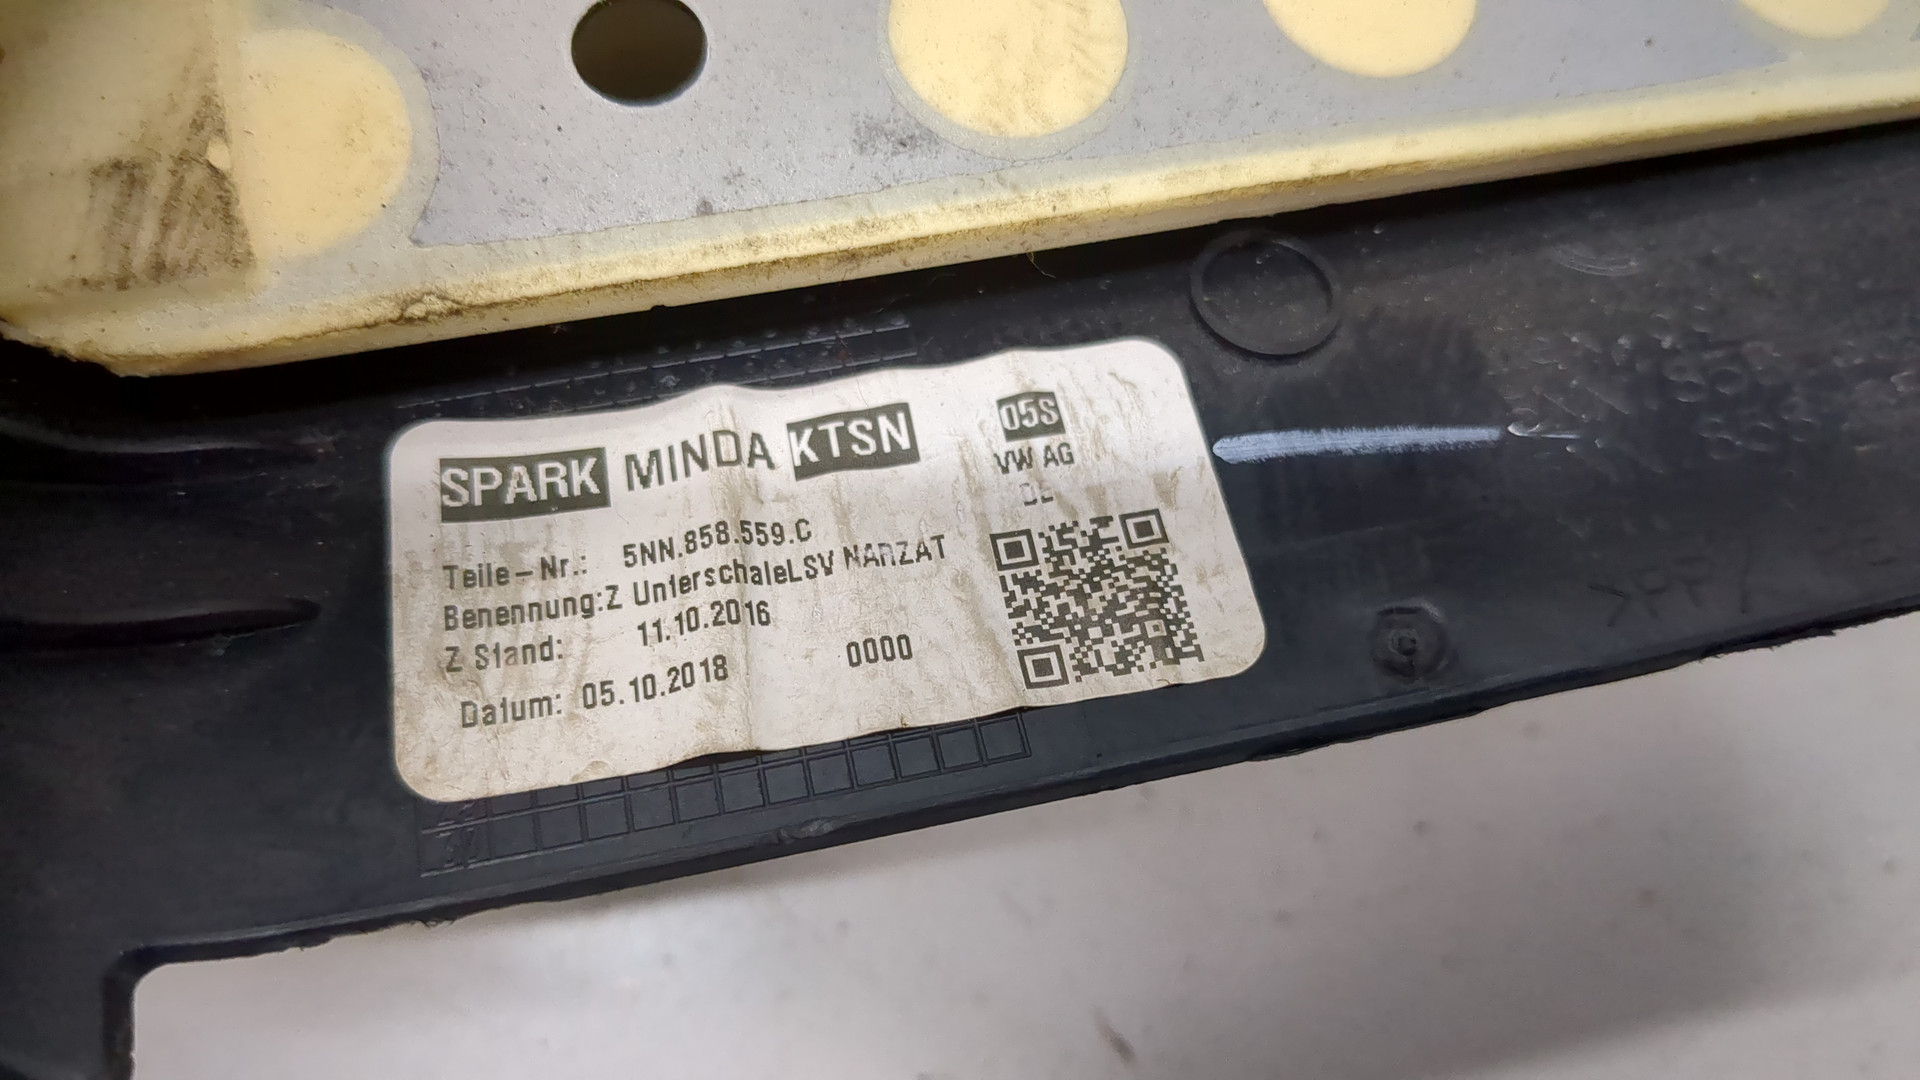 SPARK MINDA KTSN
05S
VW AG
DE
Teile-Nr.: 5NN.858.559.C
Benennung:Z UnterschaleLSV NARZAT
Z Stand: 11.10.2016
Datum: 05.10.2018 0000